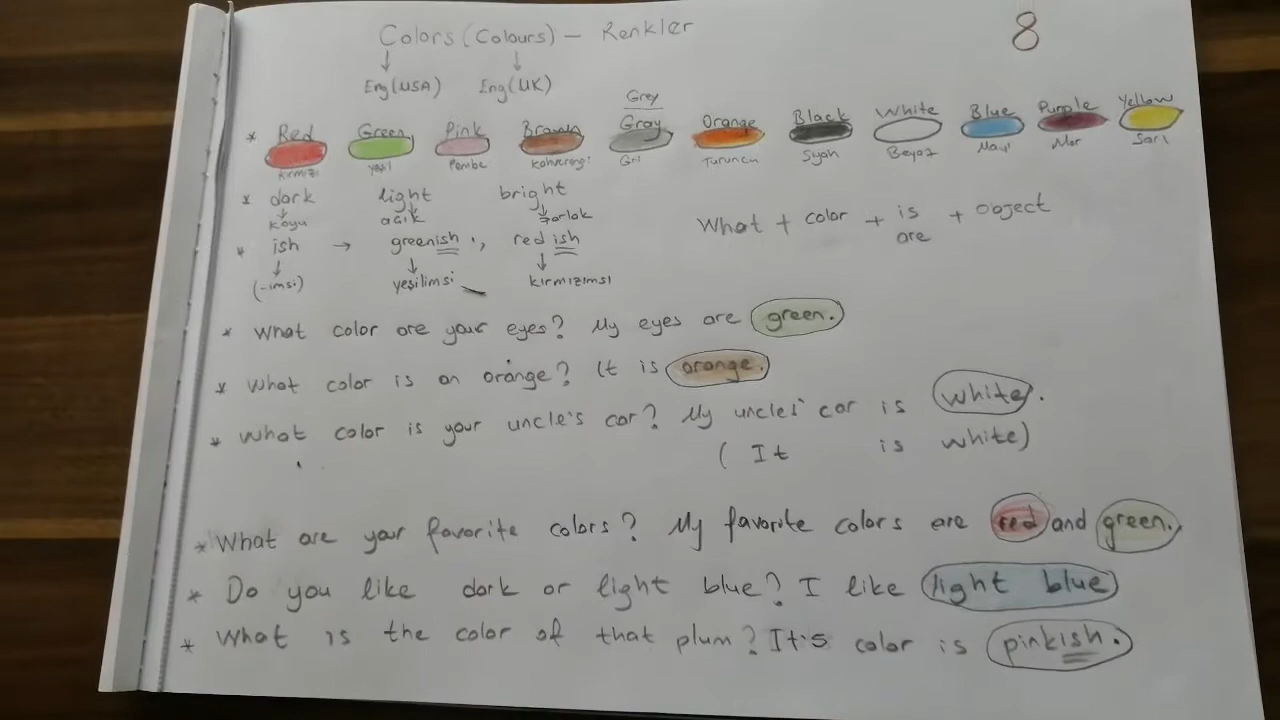 Colors (Colours) – Renkler
8
↓ ↓
Eng(USA) Eng(UK)
Grey
* Red Green Pink Brown Gray Orange Black White Blue Purple Yellow
kırmızı yeşil Pembe Kahverengi Gri Turuncu Siyah Beyaz Mavi Mor Sarı
* dark light bright
koyu açık parlak
What + color + is + object
are
* ish → greenish, redish
(-imsi) yeşilimsi kırmızımsı
* What color are your eyes? My eyes are green.
* What color is an orange? It is orange.
* What color is your uncle's car? My uncles' car is white.
( It is white)
* What are your favorite colors? My favorite colors are red and green.
* Do you like dark or light blue? I like light blue
* What is the color of that plum? It's color is pinkish.